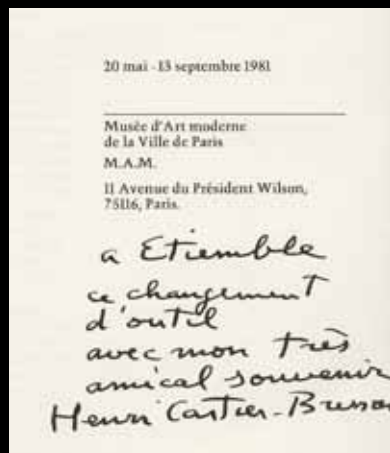 20 mai - 13 septembre 1981
Musée d'Art moderne
de la Ville de Paris
M.A.M.
11 Avenue du Président Wilson,
75116, Paris.
a Etiemble
ce changement
d'outil
avec mon très
amical souvenir
Henri Cartier-Bresson